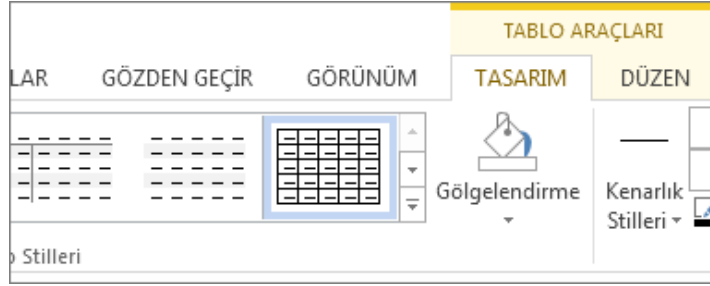 TABLO ARAÇLARI
LAR GÖZDEN GEÇİR GÖRÜNÜM TASARIM DÜZEN
Gölgelendirme
Kenarlık
Stilleri
Stilleri